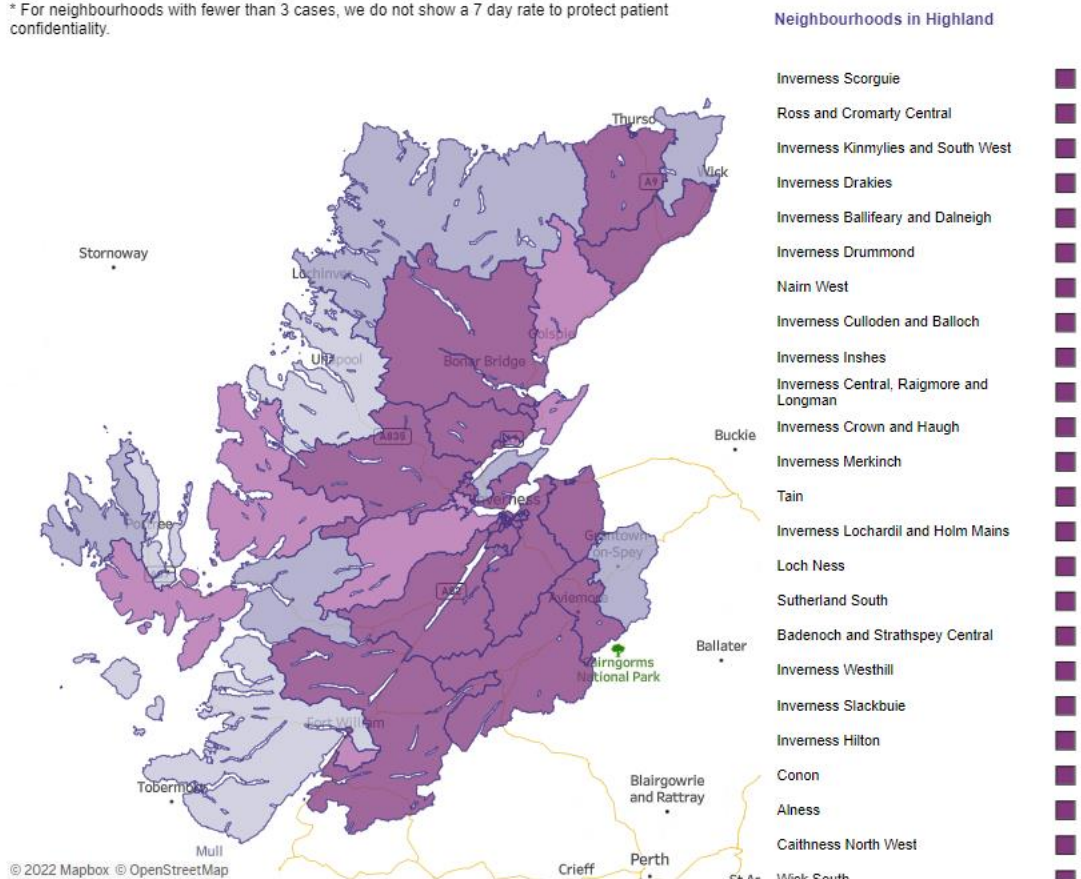 * For neighbourhoods with fewer than 3 cases, we do not show a 7 day rate to protect patient
confidentiality.
Neighbourhoods in Highland
Inverness Scorguie
Ross and Cromarty Central
Inverness Kinmylies and South West
Inverness Drakies
Inverness Ballifeary and Dalneigh
Inverness Drummond
Nairn West
Inverness Culloden and Balloch
Inverness Inshes
Inverness Central, Raigmore and
Longman
Inverness Crown and Haugh
Inverness Merkinch
Tain
Inverness Lochardil and Holm Mains
Loch Ness
Sutherland South
Badenoch and Strathspey Central
Inverness Westhill
Inverness Slackbuie
Inverness Hilton
Conon
Alness
Caithness North West
Wick South
Thurso
A9
Wick
Stornoway
Lochinver
Golspie
Ullapool
Bonar Bridge
A835
Buckie
Inverness
Portree
Grantown-
on-Spey
A82
Aviemore
Ballater
Cairngorms
National Park
Fort William
Tobermory
Blairgowrie
and Rattray
Mull
Crieff
Perth
© 2022 Mapbox © OpenStreetMap